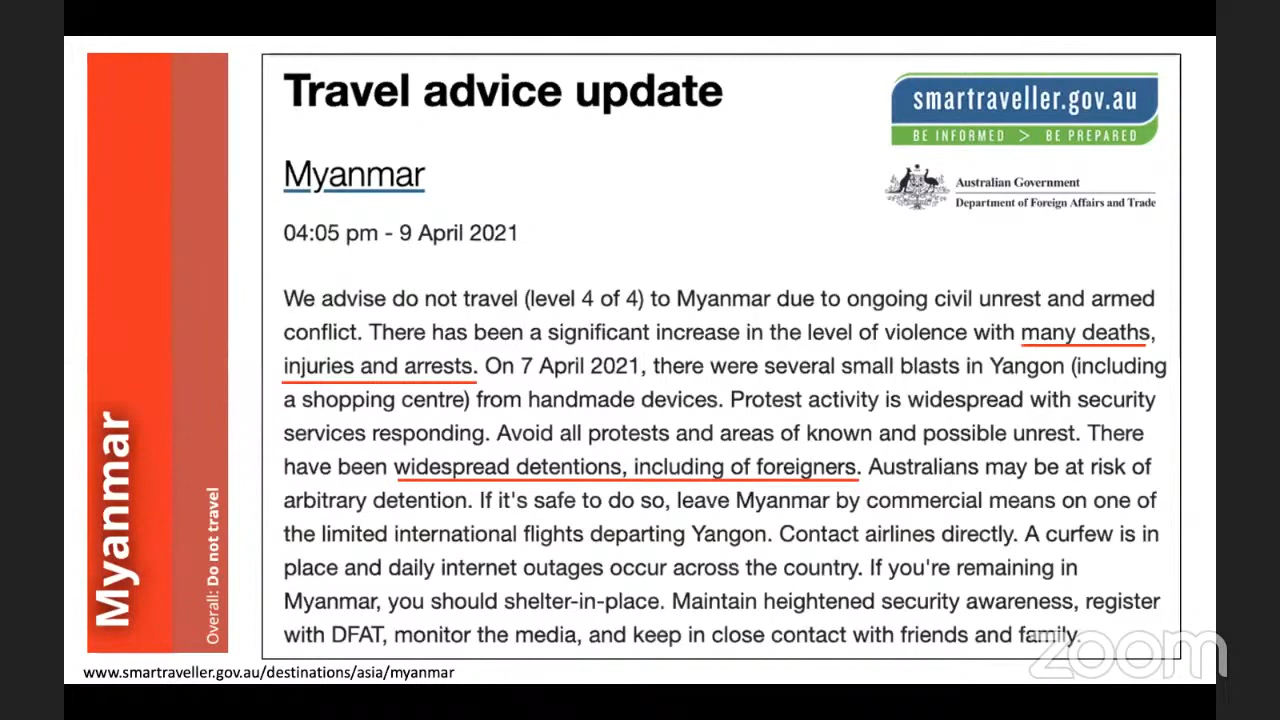 Travel advice update
smartraveller.gov.au
BE INFORMED > BE PREPARED
Myanmar
Australian Government
Department of Foreign Affairs and Trade
04:05 pm - 9 April 2021
We advise do not travel (level 4 of 4) to Myanmar due to ongoing civil unrest and armed
conflict. There has been a significant increase in the level of violence with many deaths,
injuries and arrests. On 7 April 2021, there were several small blasts in Yangon (including
a shopping centre) from handmade devices. Protest activity is widespread with security
services responding. Avoid all protests and areas of known and possible unrest. There
have been widespread detentions, including of foreigners. Australians may be at risk of
arbitrary detention. If it's safe to do so, leave Myanmar by commercial means on one of
the limited international flights departing Yangon. Contact airlines directly. A curfew is in
place and daily internet outages occur across the country. If you're remaining in
Myanmar, you should shelter-in-place. Maintain heightened security awareness, register
with DFAT, monitor the media, and keep in close contact with friends and family.
Myanmar
Overall: Do not travel
www.smartraveller.gov.au/destinations/asia/myanmar
zoom